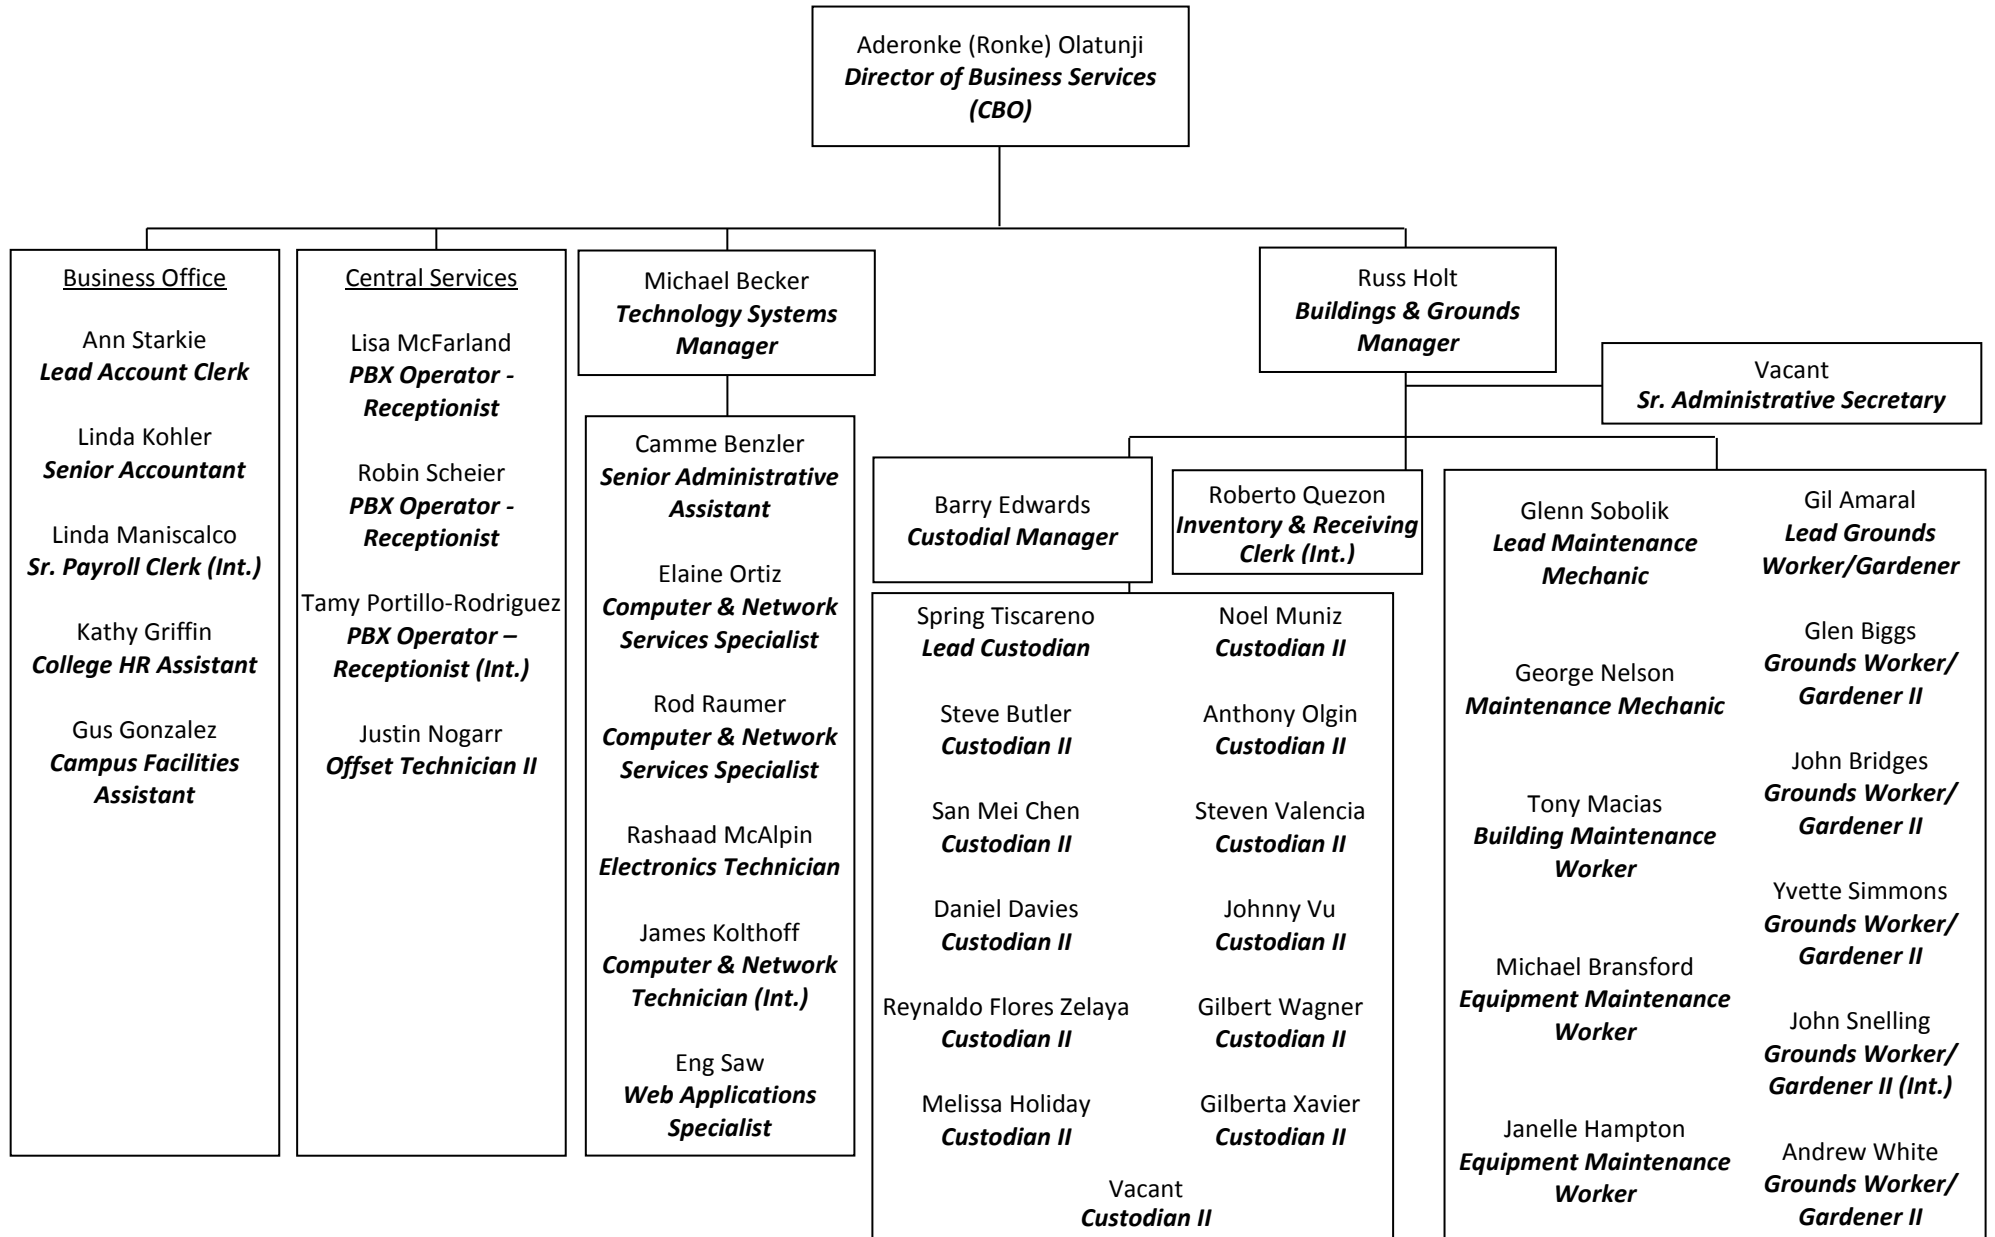 Aderonke (Ronke) Olatunji
Director of Business Services
(CBO)
Business Office
Ann Starkie
Lead Account Clerk
Linda Kohler
Senior Accountant
Linda Maniscalco
Sr. Payroll Clerk (Int.)
Kathy Griffin
College HR Assistant
Gus Gonzalez
Campus Facilities
Assistant
Central Services
Lisa McFarland
PBX Operator -
Receptionist
Robin Scheier
PBX Operator -
Receptionist
Tamy Portillo-Rodriguez
PBX Operator –
Receptionist (Int.)
Justin Nogarr
Offset Technician II
Michael Becker
Technology Systems
Manager
Camme Benzler
Senior Administrative
Assistant
Elaine Ortiz
Computer & Network
Services Specialist
Rod Raumer
Computer & Network
Services Specialist
Rashaad McAlpin
Electronics Technician
James Kolthoff
Computer & Network
Technician (Int.)
Eng Saw
Web Applications
Specialist
Russ Holt
Buildings & Grounds
Manager
Vacant
Sr. Administrative Secretary
Barry Edwards
Custodial Manager
Spring Tiscareno
Lead Custodian
Steve Butler
Custodian II
San Mei Chen
Custodian II
Daniel Davies
Custodian II
Reynaldo Flores Zelaya
Custodian II
Melissa Holiday
Custodian II
Noel Muniz
Custodian II
Anthony Olgin
Custodian II
Steven Valencia
Custodian II
Johnny Vu
Custodian II
Gilbert Wagner
Custodian II
Gilberta Xavier
Custodian II
Vacant
Custodian II
Roberto Quezon
Inventory & Receiving
Clerk (Int.)
Glenn Sobolik
Lead Maintenance
Mechanic
George Nelson
Maintenance Mechanic
Tony Macias
Building Maintenance
Worker
Michael Bransford
Equipment Maintenance
Worker
Janelle Hampton
Equipment Maintenance
Worker
Gil Amaral
Lead Grounds
Worker/Gardener
Glen Biggs
Grounds Worker/
Gardener II
John Bridges
Grounds Worker/
Gardener II
Yvette Simmons
Grounds Worker/
Gardener II
John Snelling
Grounds Worker/
Gardener II (Int.)
Andrew White
Grounds Worker/
Gardener II